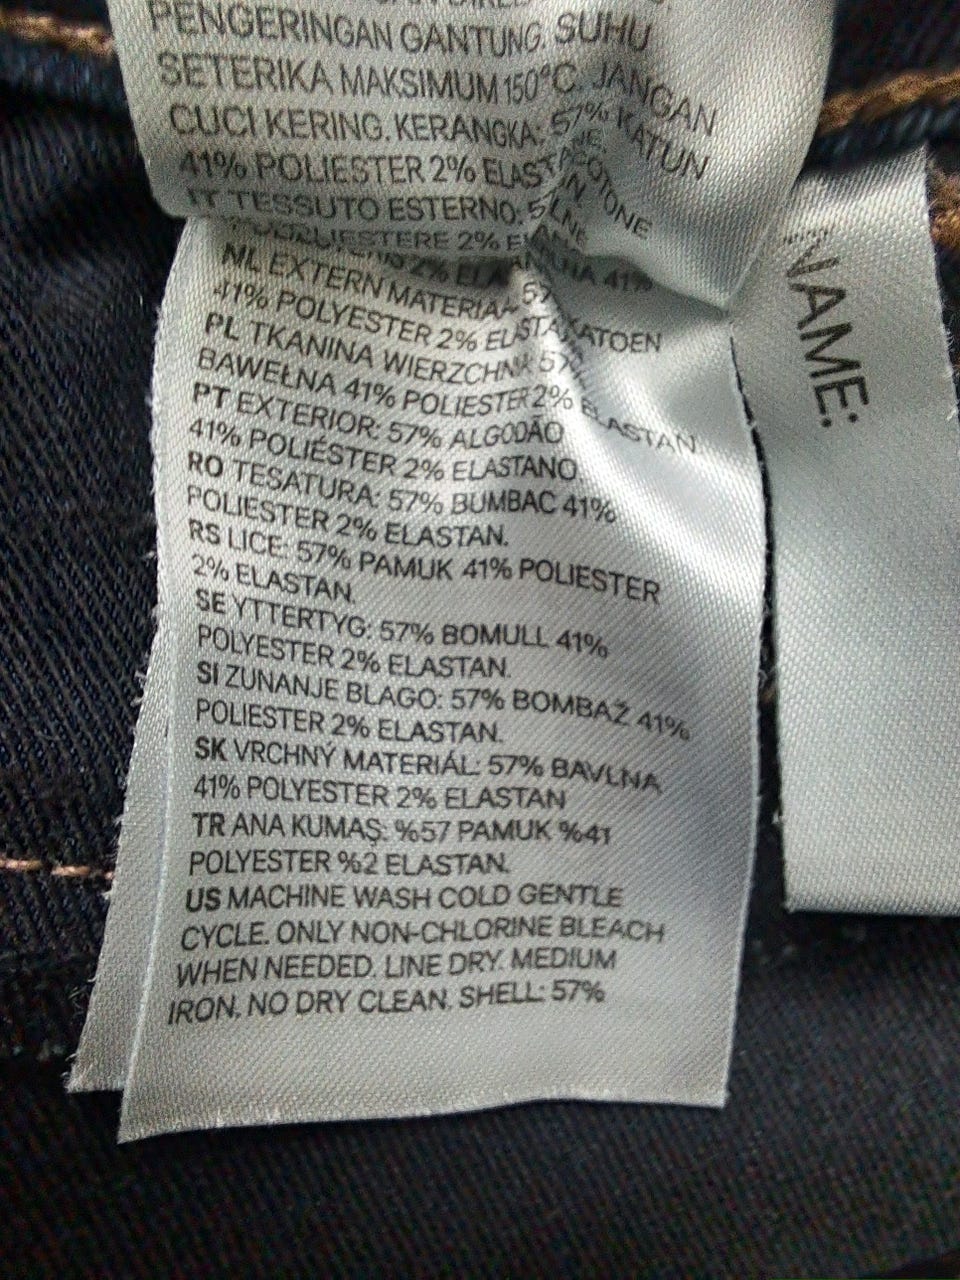 PENGERINGAN GANTUNG. SUHU
SETERIKA MAKSIMUM 150°C. JANGAN
CUCI KERING. KERANGKA: 57% KATUN
41% POLIESTER 2%
IT TESSUTO ESTERNO:
2%
NL EXTERN MATERIAAL
41% POLYESTER 2%
PL TKANINA WIERZCHNIA
BAWEŁNA 41% POLIESTER 2% ELASTAN
PT EXTERIOR: 57% ALGODÃO
41% POLIÉSTER 2% ELASTANO
RO TESATURA: 57% BUMBAC 41%
POLIESTER 2% ELASTAN.
RS LICE: 57% PAMUK 41% POLIESTER
2% ELASTAN.
SE YTTERTYG: 57% BOMULL 41%
POLYESTER 2% ELASTAN.
SI ZUNANJE BLAGO: 57% BOMBAŽ 41%
POLIESTER 2% ELASTAN.
SK VRCHNÝ MATERIÁL: 57% BAVLNA
41% POLYESTER 2% ELASTAN
TR ANA KUMAŞ: %57 PAMUK %41
POLYESTER %2 ELASTAN.
US MACHINE WASH COLD GENTLE
CYCLE. ONLY NON-CHLORINE BLEACH
WHEN NEEDED. LINE DRY. MEDIUM
IRON. NO DRY CLEAN. SHELL: 57%
NAME: